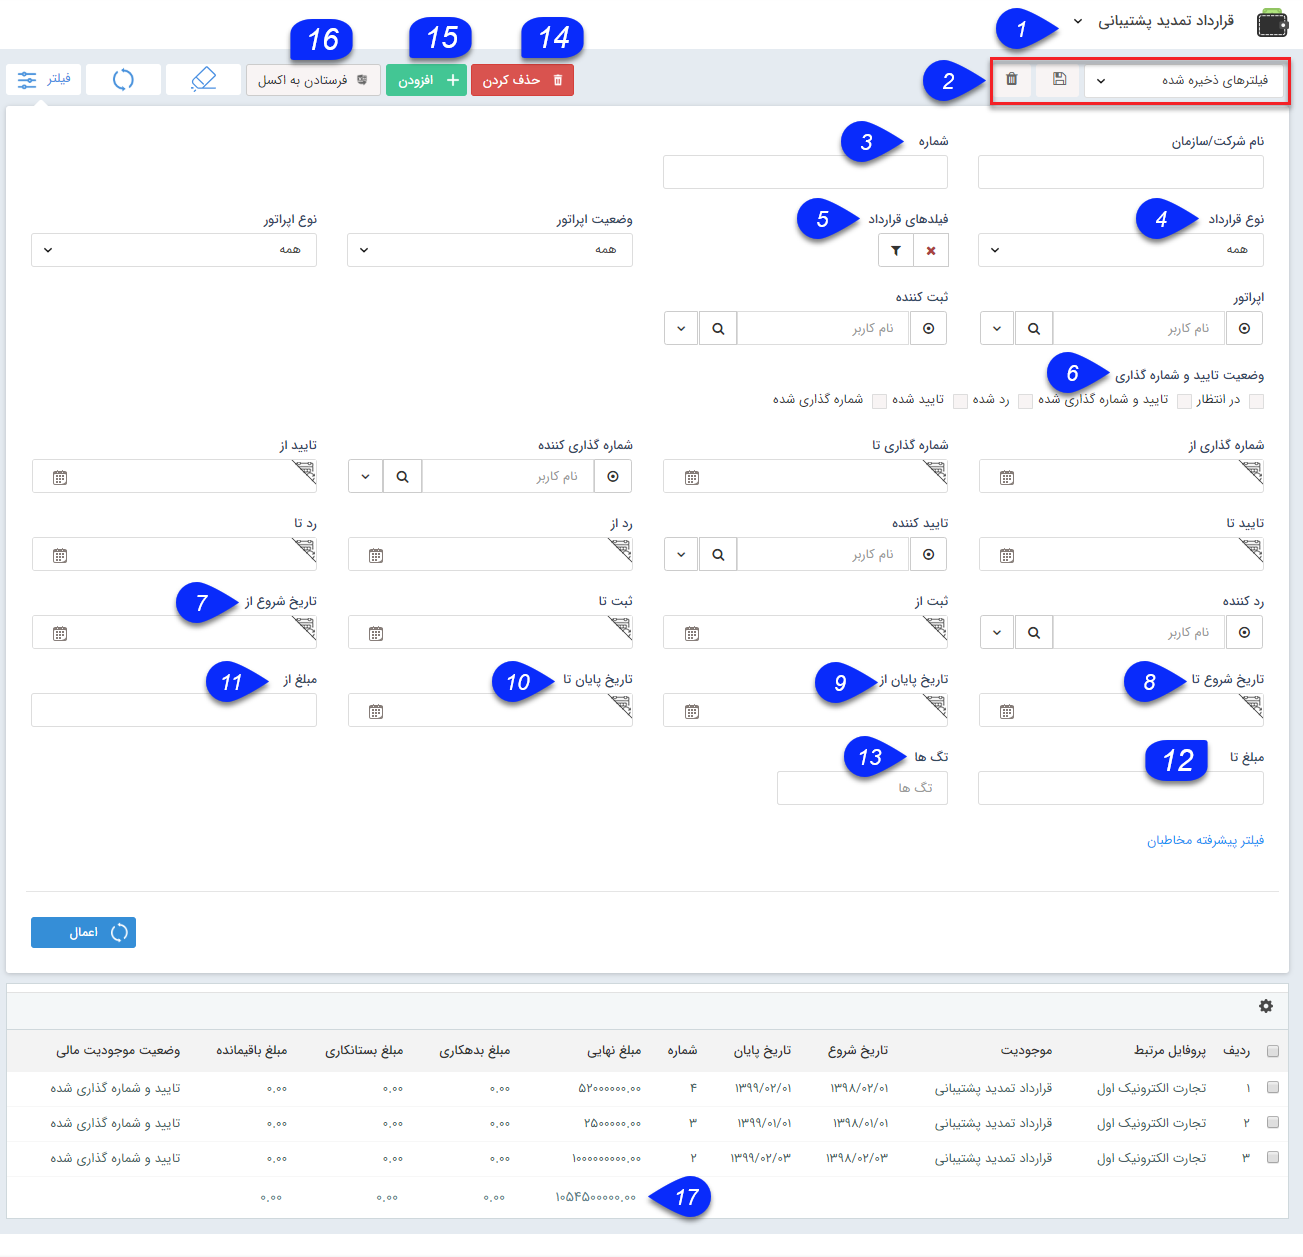 قرارداد تمدید پشتیبانی 1
16 15 14
فیلترهای ذخیره شده 2 حذف کردن افزودن فرستادن به اکسل فیلتر
نام شرکت/سازمان شماره 3
نوع قرارداد 4 فیلدهای قرارداد 5 وضعیت اپراتور نوع اپراتور
همه همه همه
اپراتور ثبت کننده
نام کاربر نام کاربر
وضعیت تایید و شماره گذاری 6
در انتظار تایید و شماره گذاری شده رد شده تایید شده شماره گذاری شده
شماره گذاری از شماره گذاری تا شماره گذاری کننده تایید از
نام کاربر
تایید تا تایید کننده رد از رد تا
نام کاربر
رد کننده ثبت از ثبت تا تاریخ شروع از 7
نام کاربر
تاریخ شروع تا 8 تاریخ پایان از 9 تاریخ پایان تا 10 مبلغ از 11
مبلغ تا 12 تگ ها 13
تگ ها
فیلتر پیشرفته مخاطبان
اعمال
ردیف پروفایل مرتبط موجودیت تاریخ شروع تاریخ پایان شماره مبلغ نهایی مبلغ بدهکاری مبلغ بستانکاری مبلغ باقیمانده وضعیت موجودیت مالی
۱ تجارت الکترونیک اول قرارداد تمدید پشتیبانی ۱۳۹۸/۰۲/۰۱ ۱۳۹۹/۰۲/۰۱ ۴ ۵۲۰۰۰۰۰۰.۰۰ ۰.۰۰ ۰.۰۰ ۰.۰۰ تایید و شماره گذاری شده
۲ تجارت الکترونیک اول قرارداد تمدید پشتیبانی ۱۳۹۸/۰۱/۰۱ ۱۳۹۹/۰۱/۰۱ ۳ ۲۵۰۰۰۰۰.۰۰ ۰.۰۰ ۰.۰۰ ۰.۰۰ تایید و شماره گذاری شده
۳ تجارت الکترونیک اول قرارداد تمدید پشتیبانی ۱۳۹۸/۰۲/۰۳ ۱۳۹۹/۰۲/۰۳ ۲ ۱۰۰۰۰۰۰۰۰۰.۰۰ ۰.۰۰ ۰.۰۰ ۰.۰۰ تایید و شماره گذاری شده
17 ۱۰۵۴۵۰۰۰۰۰.۰۰ ۰.۰۰ ۰.۰۰ ۰.۰۰